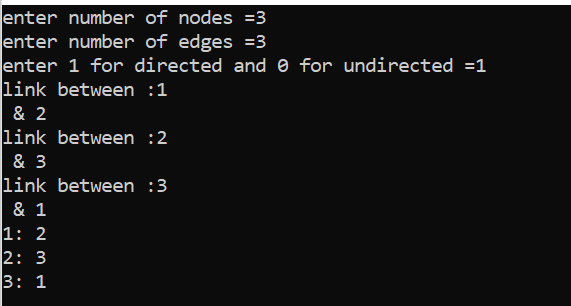 enter number of nodes =3
enter number of edges =3
enter 1 for directed and 0 for undirected =1
link between :1
 & 2
link between :2
 & 3
link between :3
 & 1
1: 2
2: 3
3: 1